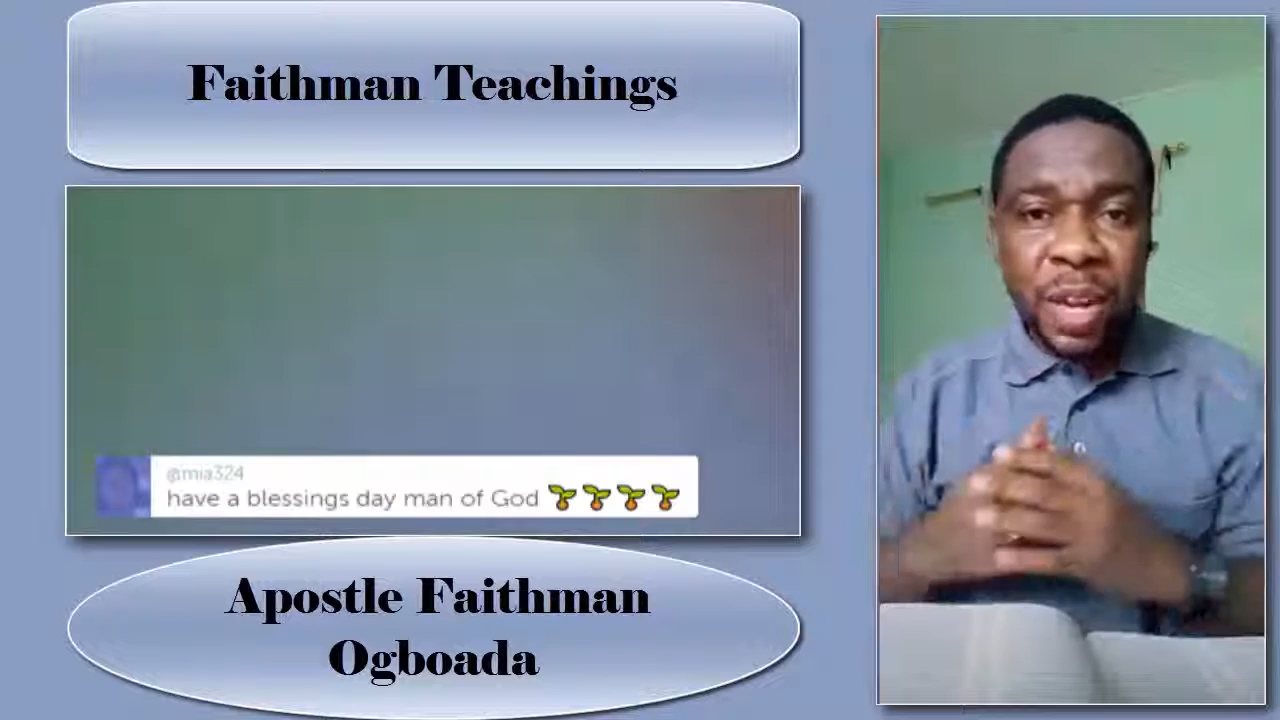 Faithman Teachings
@mia324
have a blessings day man of God
Apostle Faithman
Ogboada